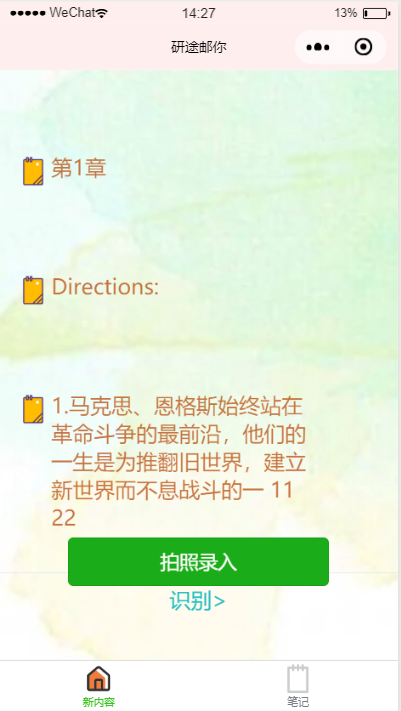 WeChat 14:27 13%
研途邮你
第1章
Directions:
1.马克思、恩格斯始终站在
革命斗争的最前沿，他们的
一生是为推翻旧世界，建立
新世界而不息战斗的一 11
22
拍照录入
识别>
新内容 笔记